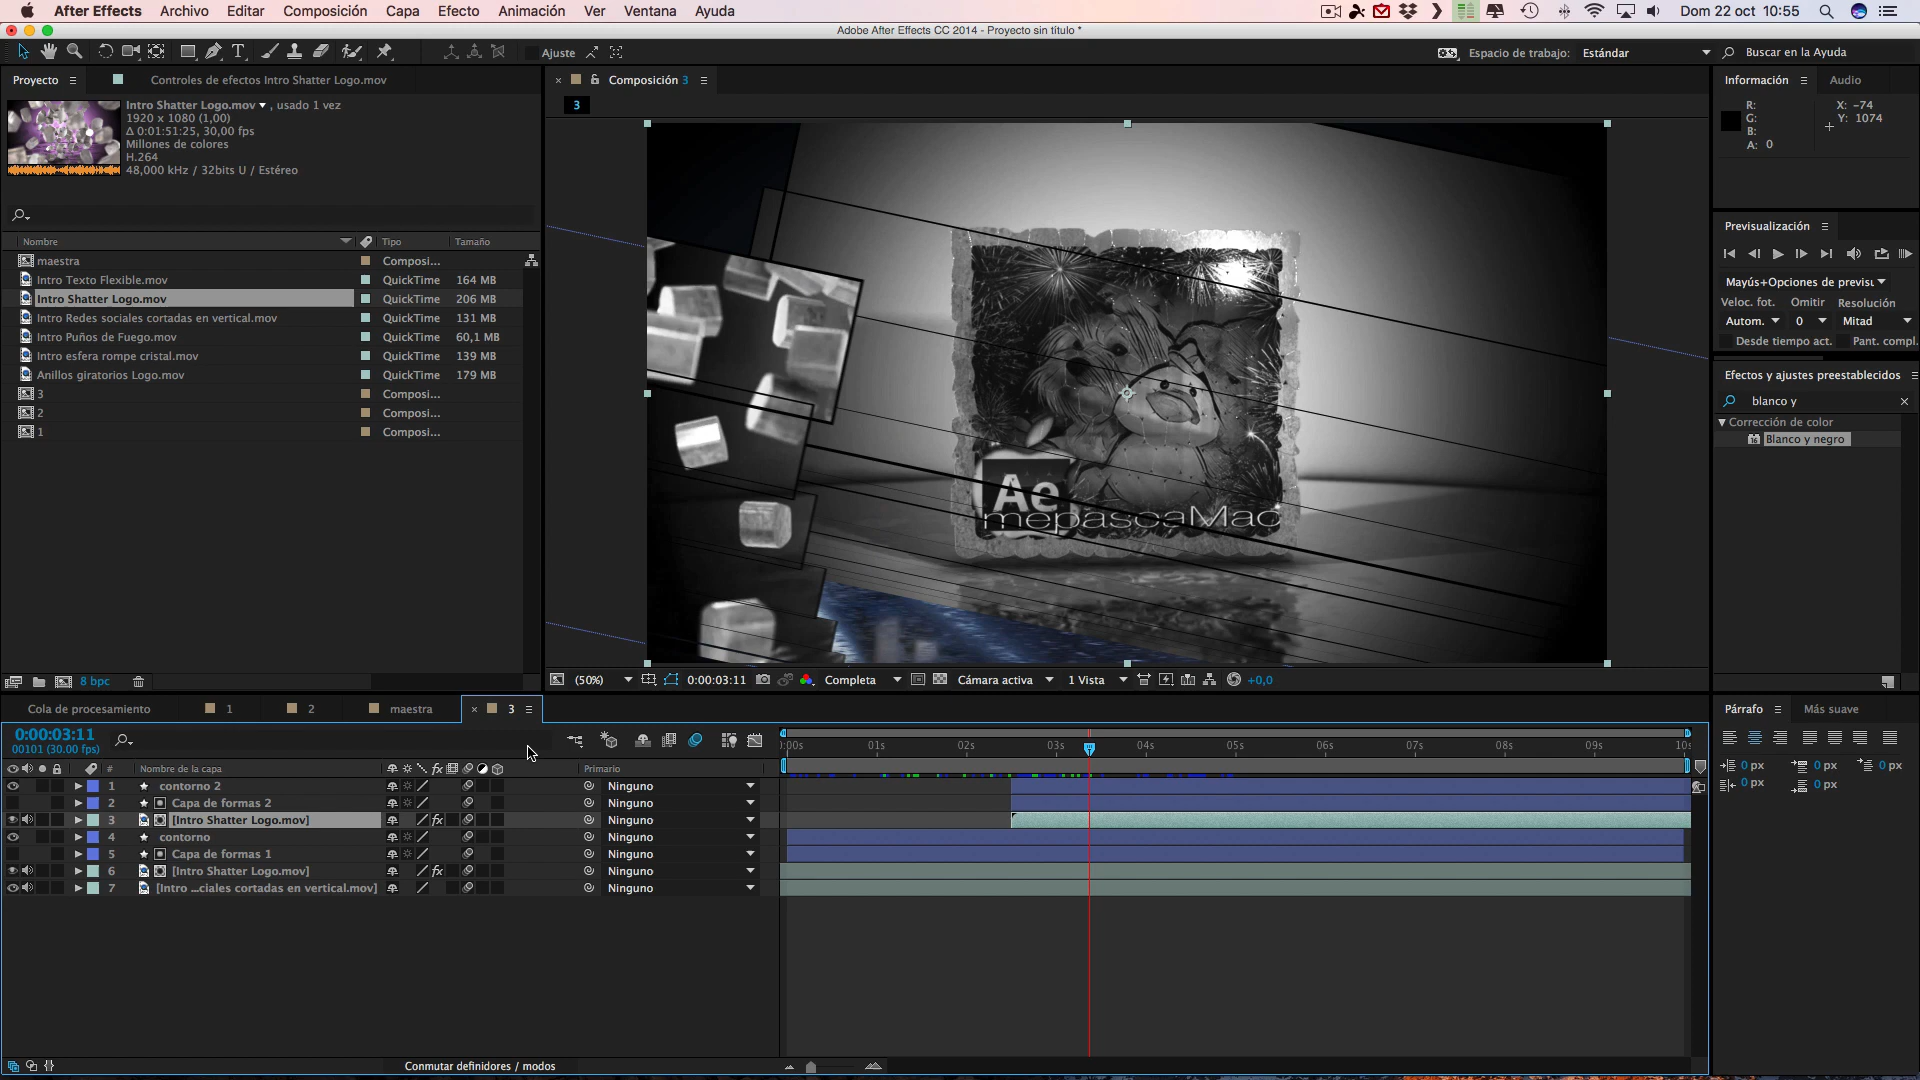 After Effects Archivo Editar Composición Capa Efecto Animación Ver Ventana Ayuda Dom 22 oct 10:55
Adobe After Effects CC 2014 - Proyecto sin título *
Ajuste Espacio de trabajo: Estándar Buscar en la Ayuda
Proyecto Controles de efectos Intro Shatter Logo.mov Composición 3 Información Audio
3
Intro Shatter Logo.mov , usado 1 vez
1920 x 1080 (1,00)
Δ 0:01:51:25, 30,00 fps
Millones de colores
H.264
48,000 kHz / 32bits U / Estéreo
R: X: -74
G: Y: 1074
B:
A: 0
Nombre Tipo Tamaño
maestra Composi...
Intro Texto Flexible.mov QuickTime 164 MB
Intro Shatter Logo.mov QuickTime 206 MB
Intro Redes sociales cortadas en vertical.mov QuickTime 131 MB
Intro Puños de Fuego.mov QuickTime 60,1 MB
Intro esfera rompe cristal.mov QuickTime 139 MB
Anillos giratorios Logo.mov QuickTime 179 MB
3 Composi...
2 Composi...
1 Composi...
8 bpc
Ae
mepascaMac
Previsualización
Mayús+Opciones de previsu
Veloc. fot. Omitir Resolución
Autom. 0 Mitad
Desde tiempo act. Pant. compl.
Efectos y ajustes preestablecidos
blanco y
Corrección de color
Blanco y negro
(50%) 0:00:03:11 Completa Cámara activa 1 Vista +0,0
Cola de procesamiento 1 2 maestra 3
0:00:03:11
00101 (30.00 fps)
:00s 01s 02s 03s 04s 05s 06s 07s 08s 09s 10s
# Nombre de la capa fx Primario
1 contorno 2 Ninguno
2 Capa de formas 2 Ninguno
3 [Intro Shatter Logo.mov] fx Ninguno
4 contorno Ninguno
5 Capa de formas 1 Ninguno
6 [Intro Shatter Logo.mov] fx Ninguno
7 [Intro ...ciales cortadas en vertical.mov] Ninguno
Conmutar definidores / modos
Párrafo Más suave
0 px 0 px 0 px
0 px 0 px